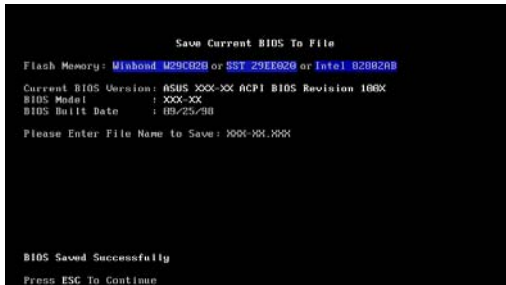 Save Current BIOS To File
Flash Memory: Winbond W29C020 or SST 29EE020 or Intel 82802AB
Current BIOS Version: ASUS XXX-XX ACPI BIOS Revision 100X
BIOS Model : XXX-XX
BIOS Built Date : 09/25/98
Please Enter File Name to Save: XXX-XX.XXX
BIOS Saved Successfully
Press ESC To Continue